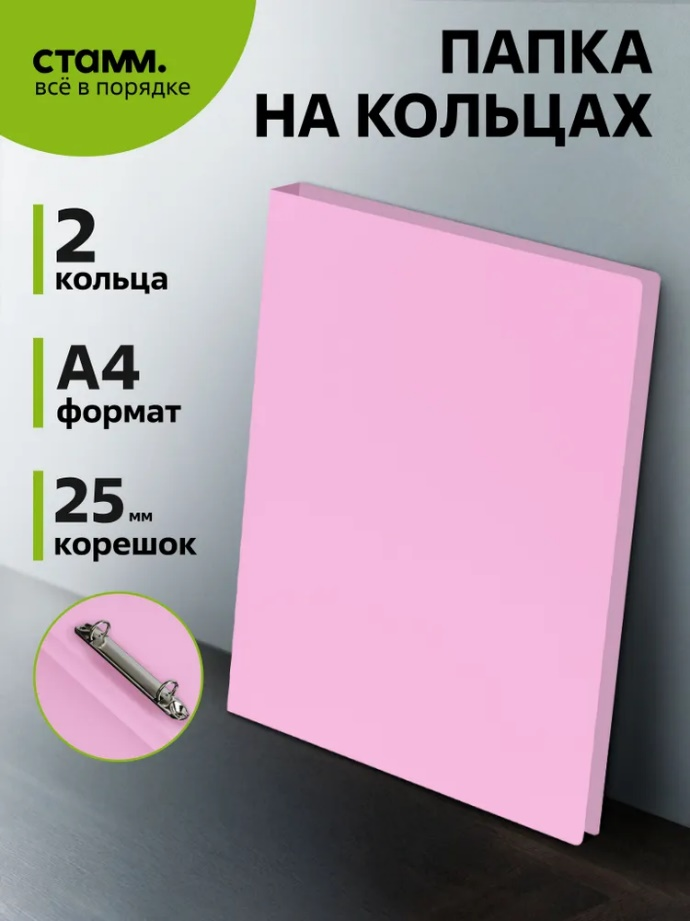 стамм.
всё в порядке
ПАПКА
НА КОЛЬЦАХ
2
кольца
А4
формат
25 мм
корешок